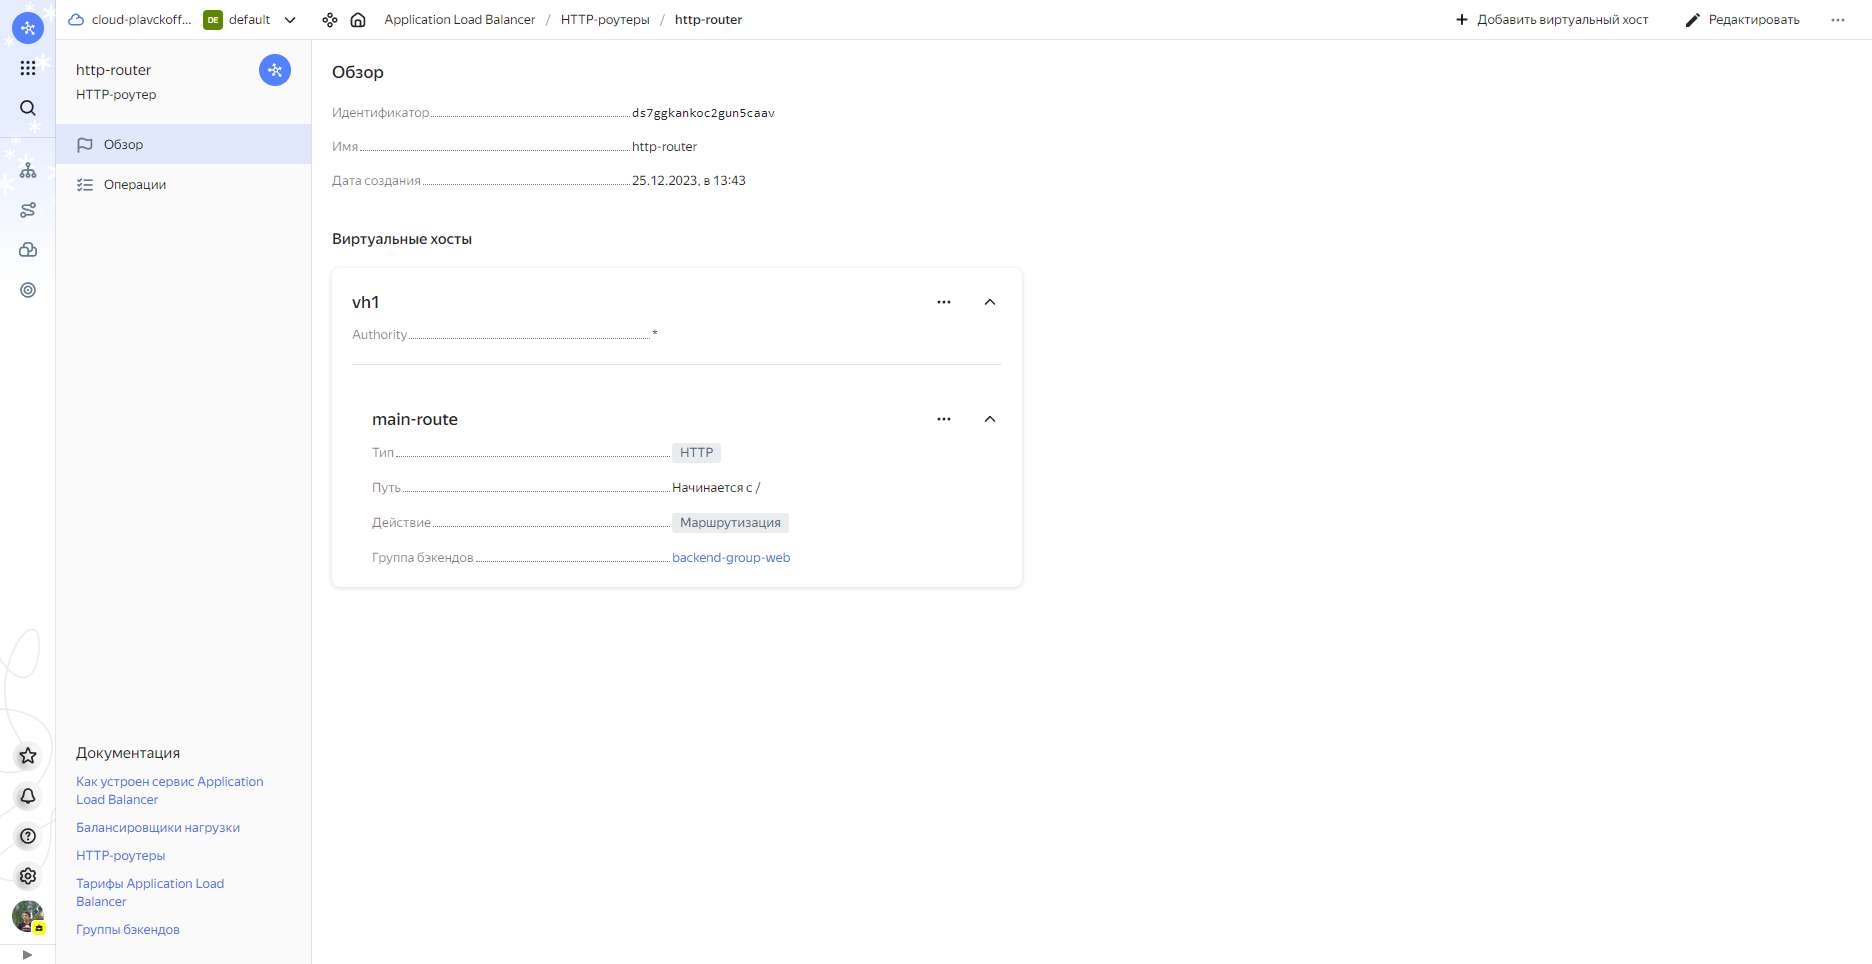 cloud-plavckoff... DE default Application Load Balancer / HTTP-роутеры / http-router Добавить виртуальный хост Редактировать
http-router
HTTP-роутер
Обзор
Операции
Документация
Как устроен сервис Application
Load Balancer
Балансировщики нагрузки
HTTP-роутеры
Тарифы Application Load
Balancer
Группы бэкендов
Обзор
Идентификатор ds7ggkankoc2gun5caav
Имя http-router
Дата создания 25.12.2023, в 13:43
Виртуальные хосты
vh1
Authority *
main-route
Тип HTTP
Путь Начинается с /
Действие Маршрутизация
Группа бэкендов backend-group-web